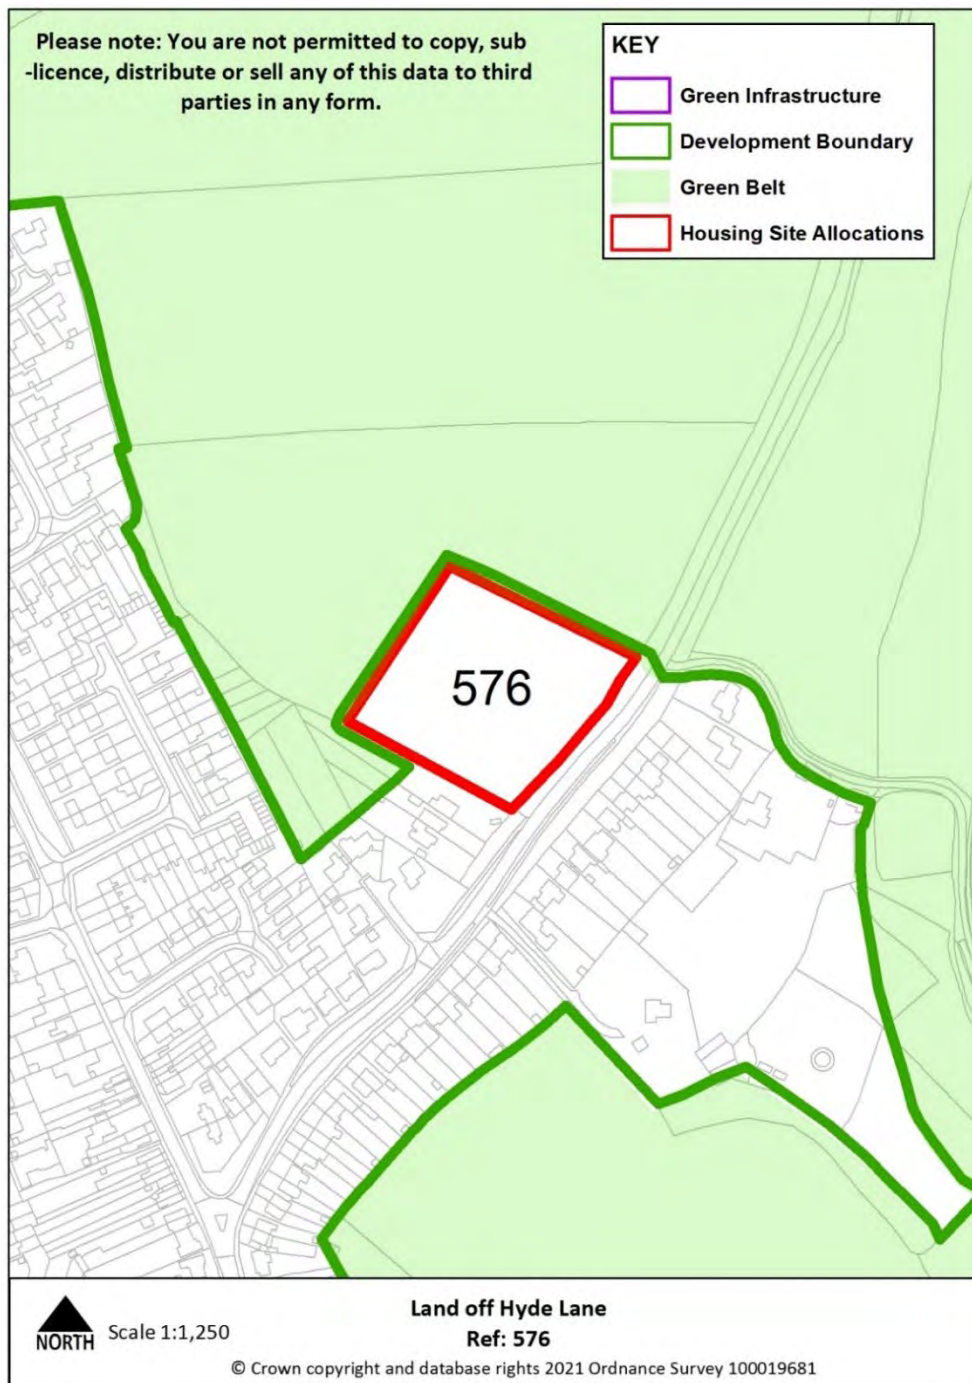 Please note: You are not permitted to copy, sub
-licence, distribute or sell any of this data to third
parties in any form.
KEY
Green Infrastructure
Development Boundary
Green Belt
Housing Site Allocations
576
NORTH
Scale 1:1,250
Land off Hyde Lane
Ref: 576
© Crown copyright and database rights 2021 Ordnance Survey 100019681